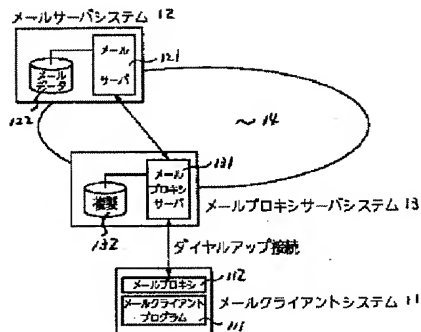 メールサーバシステム 12
メール
サーバ
121
メール
データ
122
~14
メール
プロキシ
サーバ
131
複製
132
メールプロキシサーバシステム 13
ダイヤルアップ接続
メールプロキシ
112
メールクライアント
プログラム
111
メールクライアントシステム 11